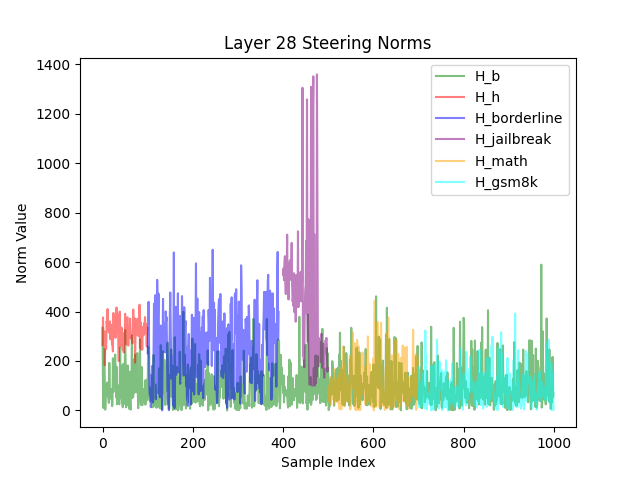 Layer 28 Steering Norms
Norm Value
1400
1200
1000
800
600
400
200
0
H_b
H_h
H_borderline
H_jailbreak
H_math
H_gsm8k
0 200 400 600 800 1000
Sample Index